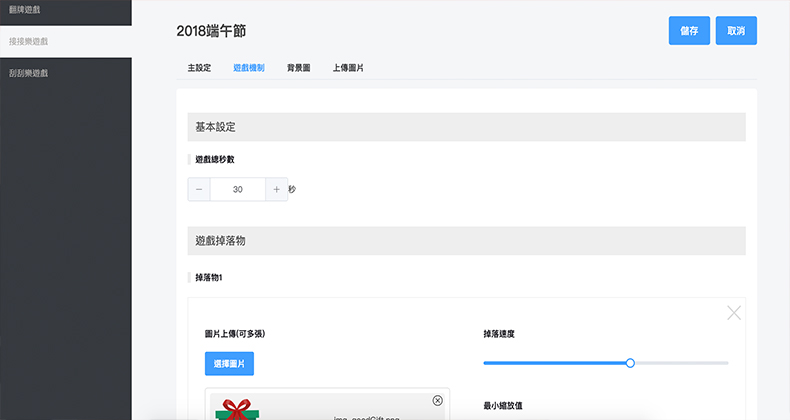 翻牌遊戲
接接樂遊戲
刮刮樂遊戲
2018端午節
儲存
取消
主設定
遊戲機制
背景圖
上傳圖片
基本設定
遊戲總秒數
30
秒
遊戲掉落物
掉落物1
圖片上傳(可多張)
選擇圖片
掉落速度
img_goodGift.png
最小縮放值